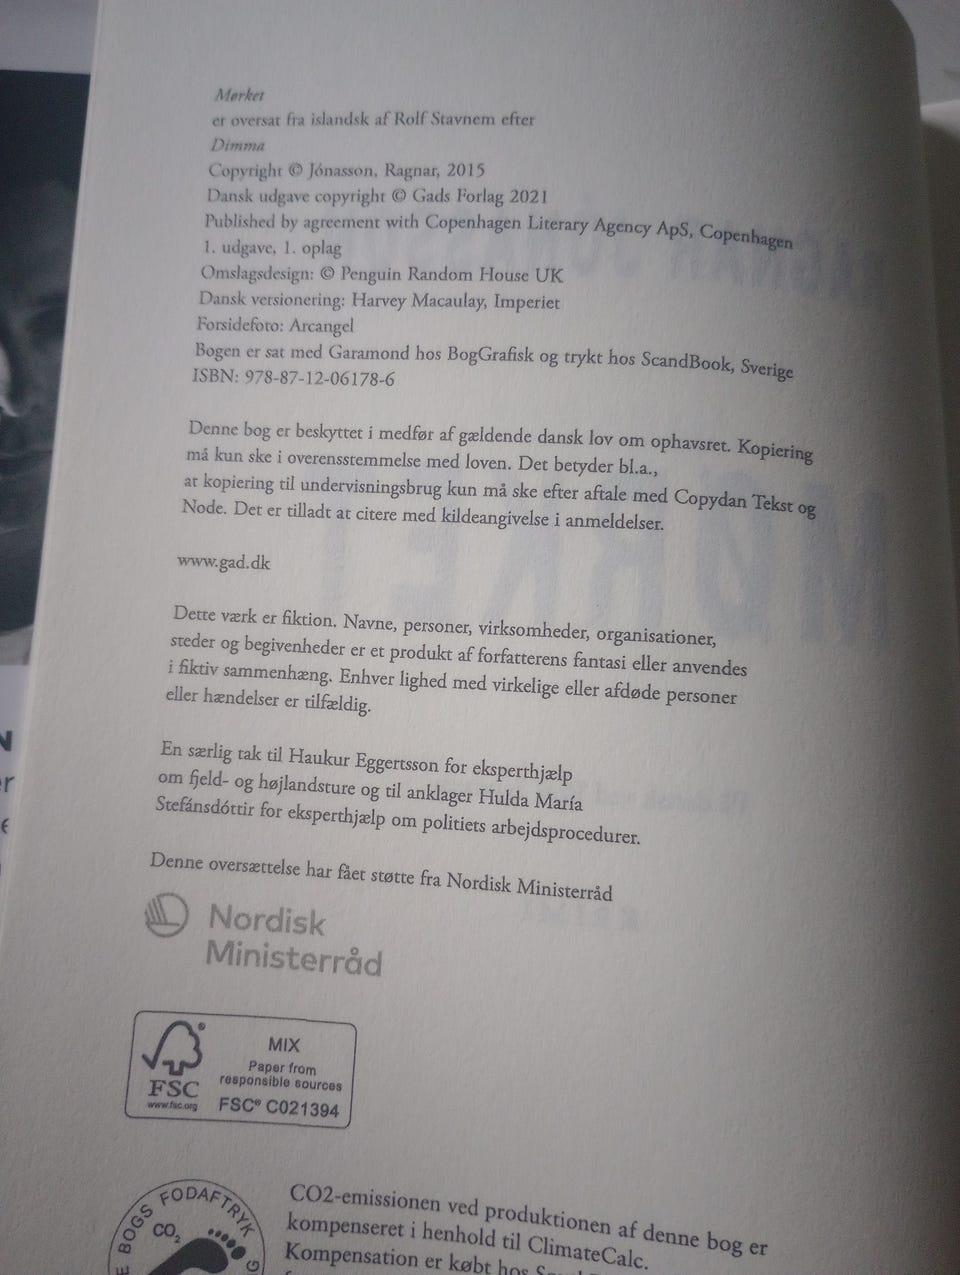 Mørket
er oversat fra islandsk af Rolf Stavnem efter
Dimma
Copyright © Jónasson, Ragnar, 2015
Dansk udgave copyright © Gads Forlag 2021
Published by agreement with Copenhagen Literary Agency ApS, Copenhagen
1. udgave, 1. oplag
Omslagsdesign: © Penguin Random House UK
Dansk versionering: Harvey Macaulay, Imperiet
Forsidefoto: Arcangel
Bogen er sat med Garamond hos BogGrafisk og trykt hos ScandBook, Sverige
ISBN: 978-87-12-06178-6
Denne bog er beskyttet i medfør af gældende dansk lov om ophavsret. Kopiering
må kun ske i overensstemmelse med loven. Det betyder bl.a.,
at kopiering til undervisningsbrug kun må ske efter aftale med Copydan Tekst og
Node. Det er tilladt at citere med kildeangivelse i anmeldelser.
www.gad.dk
Dette værk er fiktion. Navne, personer, virksomheder, organisationer,
steder og begivenheder er et produkt af forfatterens fantasi eller anvendes
i fiktiv sammenhæng. Enhver lighed med virkelige eller afdøde personer
eller hændelser er tilfældig.
En særlig tak til Haukur Eggertsson for eksperthjælp
om fjeld- og højlandsture og til anklager Hulda María
Stefánsdóttir for eksperthjælp om politiets arbejdsprocedurer.
Denne oversættelse har fået støtte fra Nordisk Ministerråd
Nordisk
Ministerråd
FSC
www.fsc.org
MIX
Paper from
responsible sources
FSC® C021394
BOGS FODAFTRYK
CO2
CO2-emissionen ved produktionen af denne bog er
kompenseret i henhold til ClimateCalc.
Kompensation er købt hos